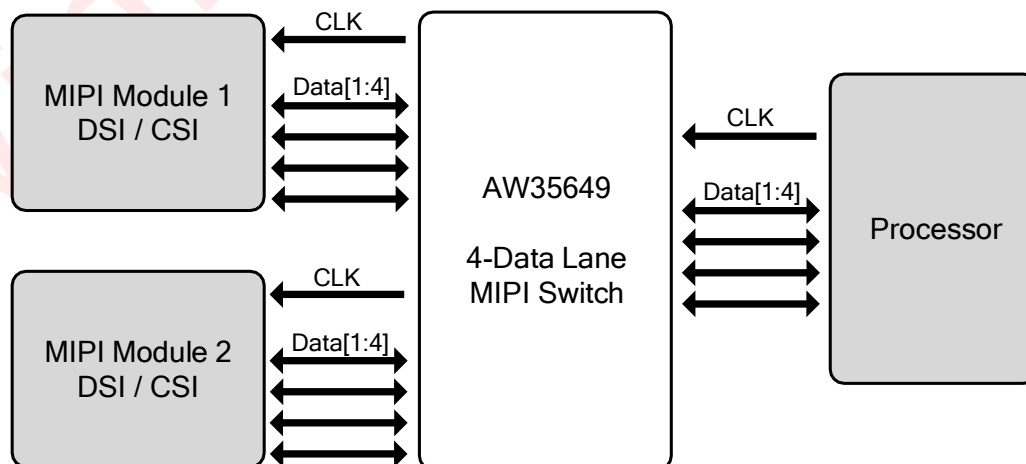 CLK
Data[1:4]
MIPI Module 1
DSI / CSI
CLK
Data[1:4]
AW35649
4-Data Lane
MIPI Switch
Processor
CLK
Data[1:4]
MIPI Module 2
DSI / CSI